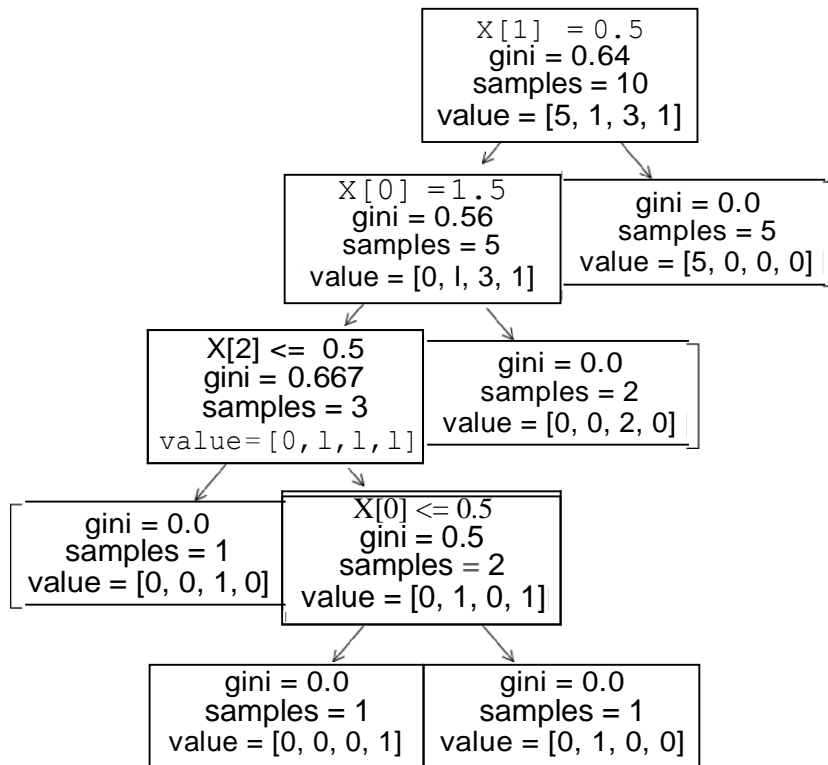 X[1] = 0.5
gini = 0.64
samples = 10
value = [5, 1, 3, 1]
X[0] =1.5
gini = 0.56
samples = 5
value = [0, l, 3, 1]
gini = 0.0
samples = 5
value = [5, 0, 0, 0]
X[2] <= 0.5
gini = 0.667
samples = 3
value=[0,l,l,l]
gini = 0.0
samples = 2
value = [0, 0, 2, 0]
gini = 0.0
samples = 1
value = [0, 0, 1, 0]
X[0] <= 0.5
gini = 0.5
samples = 2
value = [0, 1, 0, 1]
gini = 0.0
samples = 1
value = [0, 0, 0, 1]
gini = 0.0
samples = 1
value = [0, 1, 0, 0]